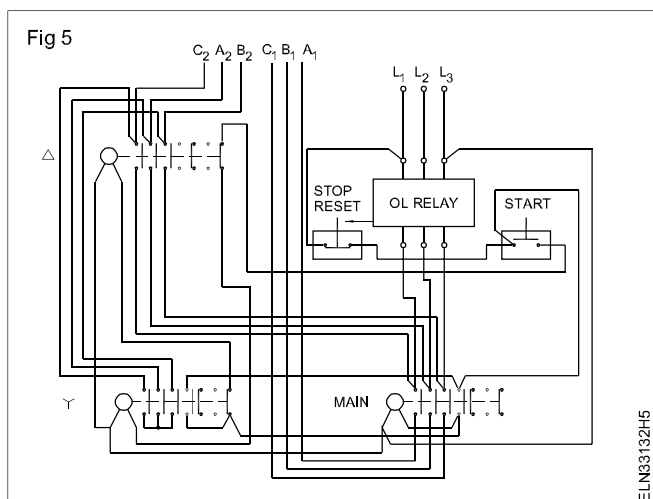 Fig 5
C2 A2 B2 C1 B1 A1
L1 L2 L3
△
STOP
RESET
OL RELAY
START
MAIN
ELN33132H5